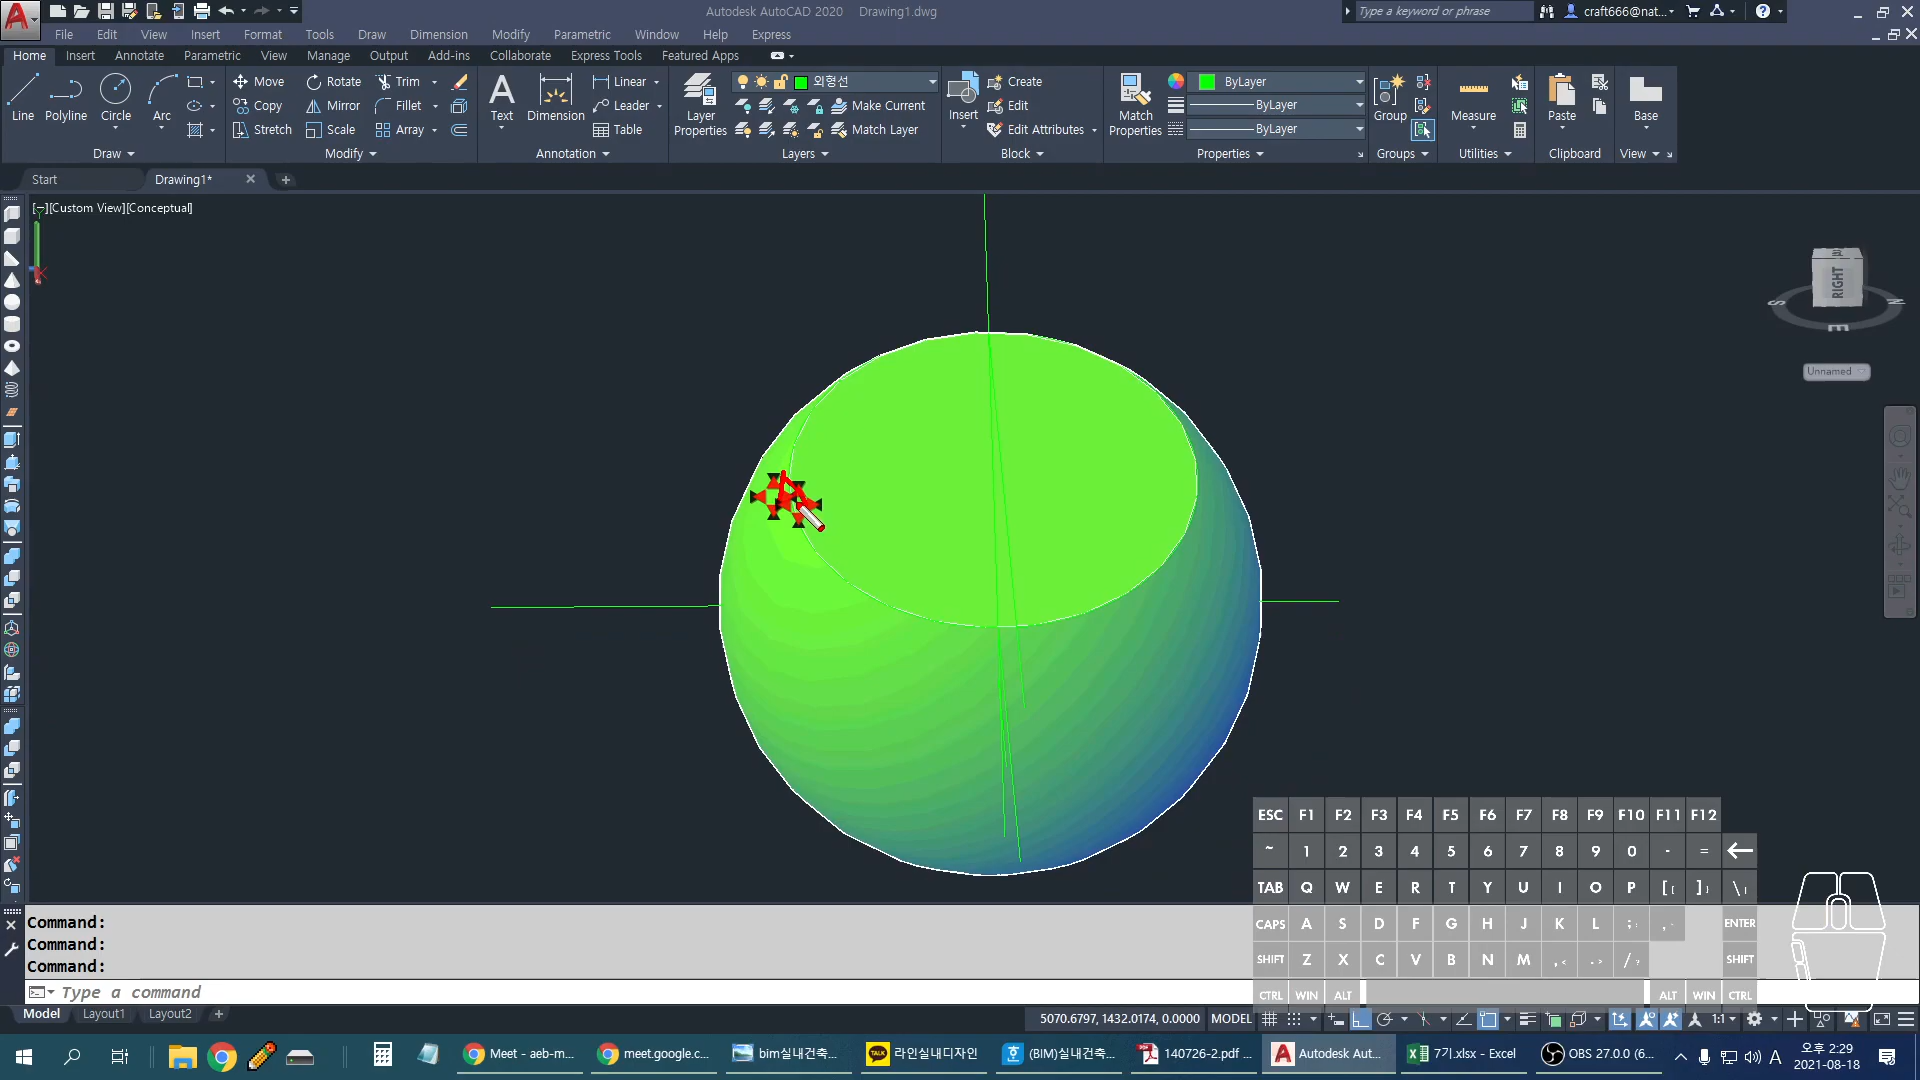 Autodesk AutoCAD 2020 Drawing1.dwg
Type a keyword or phrase
craft666@nat...
File Edit View Insert Format Tools Draw Dimension Modify Parametric Window Help Express
Home Insert Annotate Parametric View Manage Output Add-ins Collaborate Express Tools Featured Apps
Line Polyline Circle Arc
Move Rotate Trim
Copy Mirror Fillet
Stretch Scale Array
Text Dimension
Linear
Leader
Table
Layer Properties
외형선
Make Current
Match Layer
Insert
Create
Edit
Edit Attributes
Match Properties
ByLayer
ByLayer
ByLayer
Group
Measure
Paste
Base
Draw Modify Annotation Layers Block Properties Groups Utilities Clipboard View
Start Drawing1*
[−][Custom View][Conceptual]
RIGHT
S E N
Unnamed
ESC F1 F2 F3 F4 F5 F6 F7 F8 F9 F10 F11 F12
~ 1 2 3 4 5 6 7 8 9 0 - =
TAB Q W E R T Y U I O P [{ ]} \|
CAPS A S D F G H J K L ;: ENTER
SHIFT Z X C V B N M ,< .> /? SHIFT
CTRL WIN ALT ALT WIN CTRL
Command:
Command:
Command:
Type a command
Model Layout1 Layout2 +
5070.6797, 1432.0174, 0.0000 MODEL
1:1
Meet - aeb-m...
meet.google.c...
bim실내건축...
TALK 라인실내디자인
(BIM)실내건축...
140726-2.pdf ...
Autodesk Aut...
7기.xlsx - Excel
OBS 27.0.0 (6...
A
오후 2:29
2021-08-18